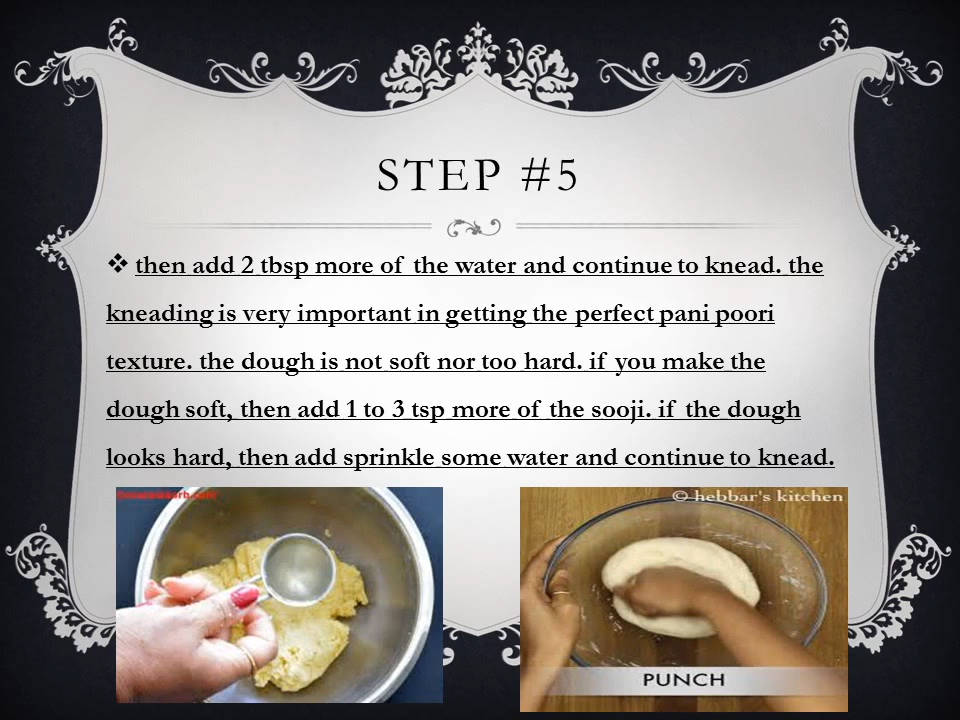 STEP #5
❖ then add 2 tbsp more of the water and continue to knead. the
kneading is very important in getting the perfect pani poori
texture. the dough is not soft nor too hard. if you make the
dough soft, then add 1 to 3 tsp more of the sooji. if the dough
looks hard, then add sprinkle some water and continue to knead.
© hebbar's kitchen
PUNCH